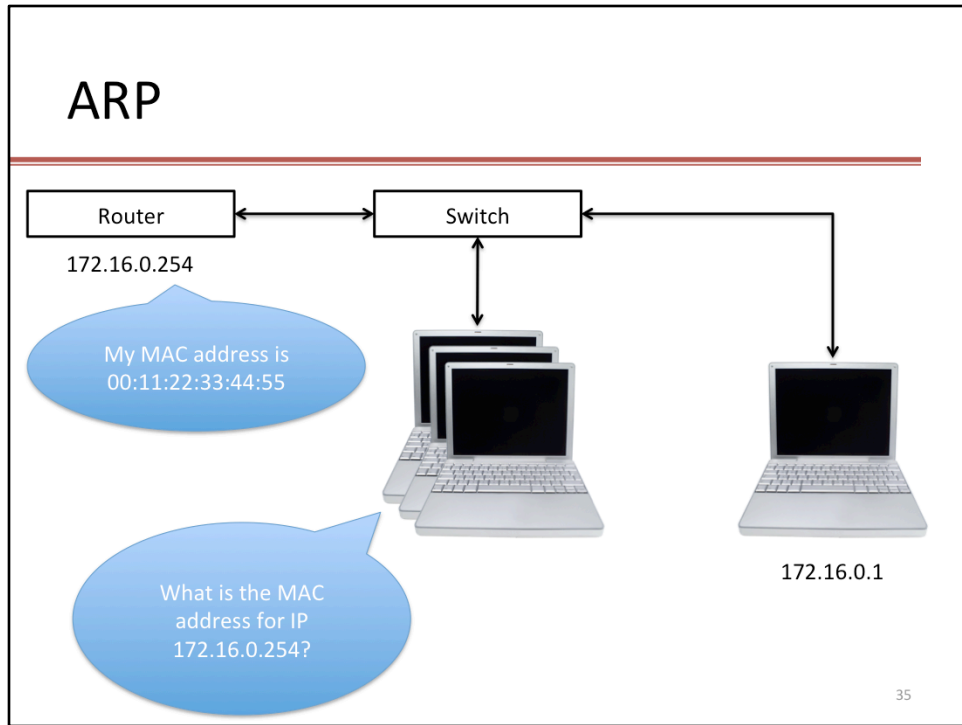 ARP
Router
Switch
172.16.0.254
My MAC address is
00:11:22:33:44:55
What is the MAC
address for IP
172.16.0.254?
172.16.0.1
35